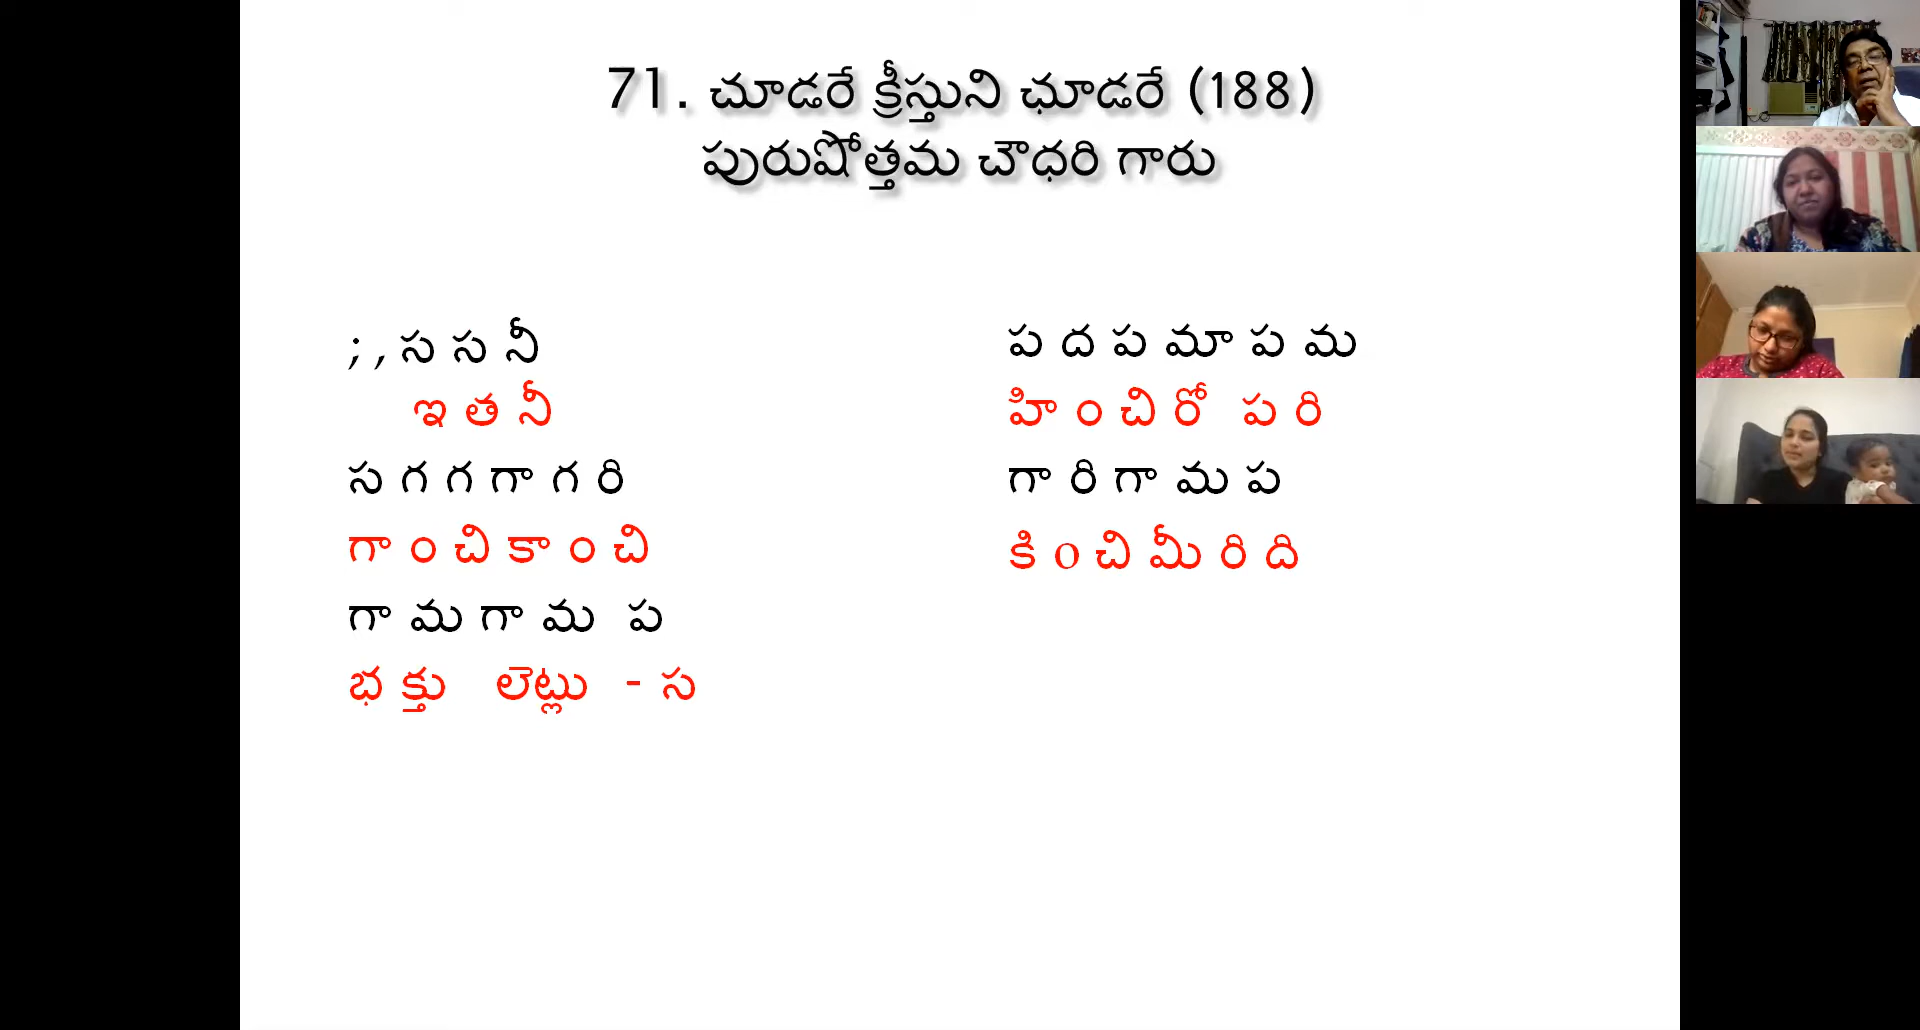 71. చూడరే క్రీస్తుని ఛూడరే (188)
పురుషోత్తమ చౌధరి గారు
; , స స నీ
ఇ త నీ
స గ గ గా గ రి
గా ం చి కా ం చి
గా మ గా మ ప
భ క్తు లెట్లు - స
ప ద ప మా ప మ
హి ం చి రో ప రి
గా రి గా మ ప
కి ం చి మీ రి ది